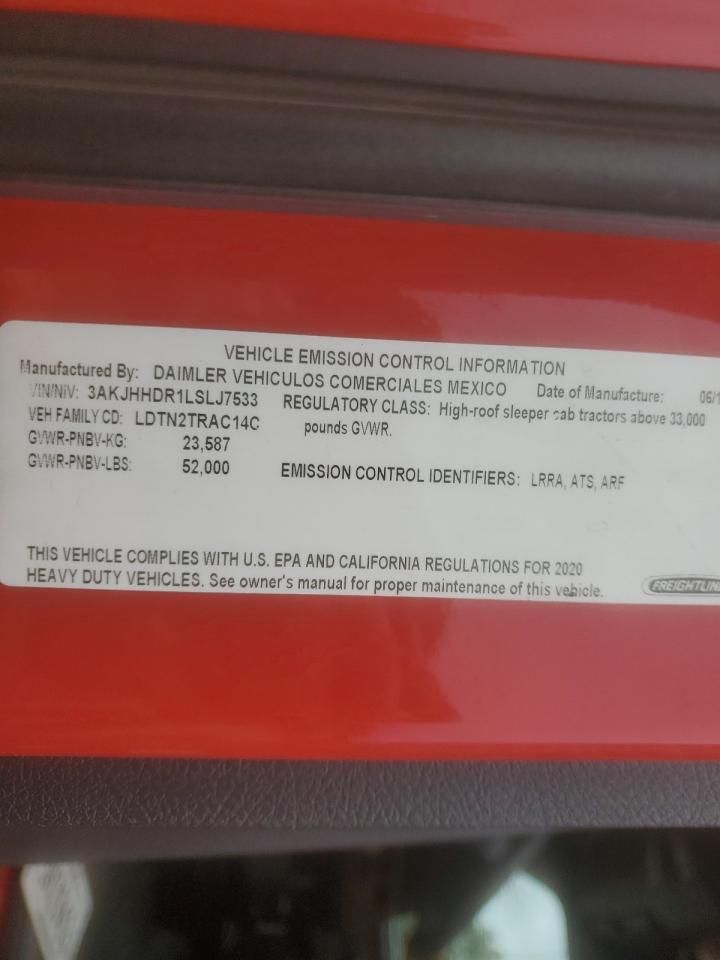 VEHICLE EMISSION CONTROL INFORMATION
Manufactured By: DAIMLER VEHICULOS COMERCIALES MEXICO Date of Manufacture: 06/1
VIN/NIV: 3AKJHHDR1LSLJ7533 REGULATORY CLASS: High-roof sleeper cab tractors above 33,000
VEH FAMILY CD: LDTN2TRAC14C pounds GVWR.
GVWR-PNBV-KG: 23,587
GVWR-PNBV-LBS: 52,000 EMISSION CONTROL IDENTIFIERS: LRRA, ATS, ARF
THIS VEHICLE COMPLIES WITH U.S. EPA AND CALIFORNIA REGULATIONS FOR 2020
HEAVY DUTY VEHICLES. See owner's manual for proper maintenance of this vehicle.
FREIGHTLIN